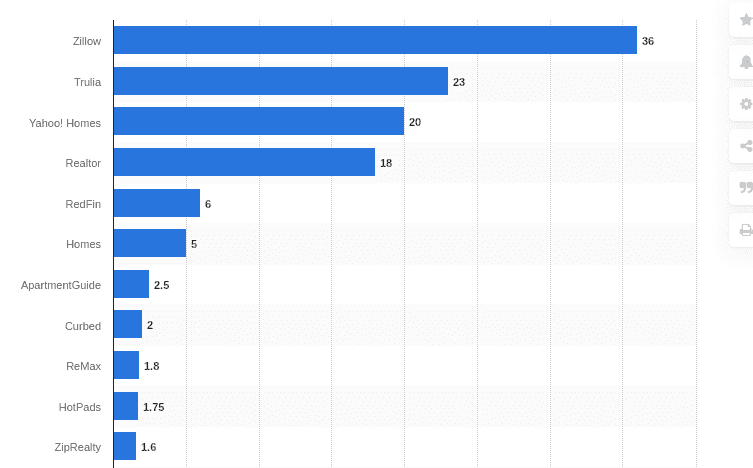 Zillow 36
Trulia 23
Yahoo! Homes 20
Realtor 18
RedFin 6
Homes 5
ApartmentGuide 2.5
Curbed 2
ReMax 1.8
HotPads 1.75
ZipRealty 1.6